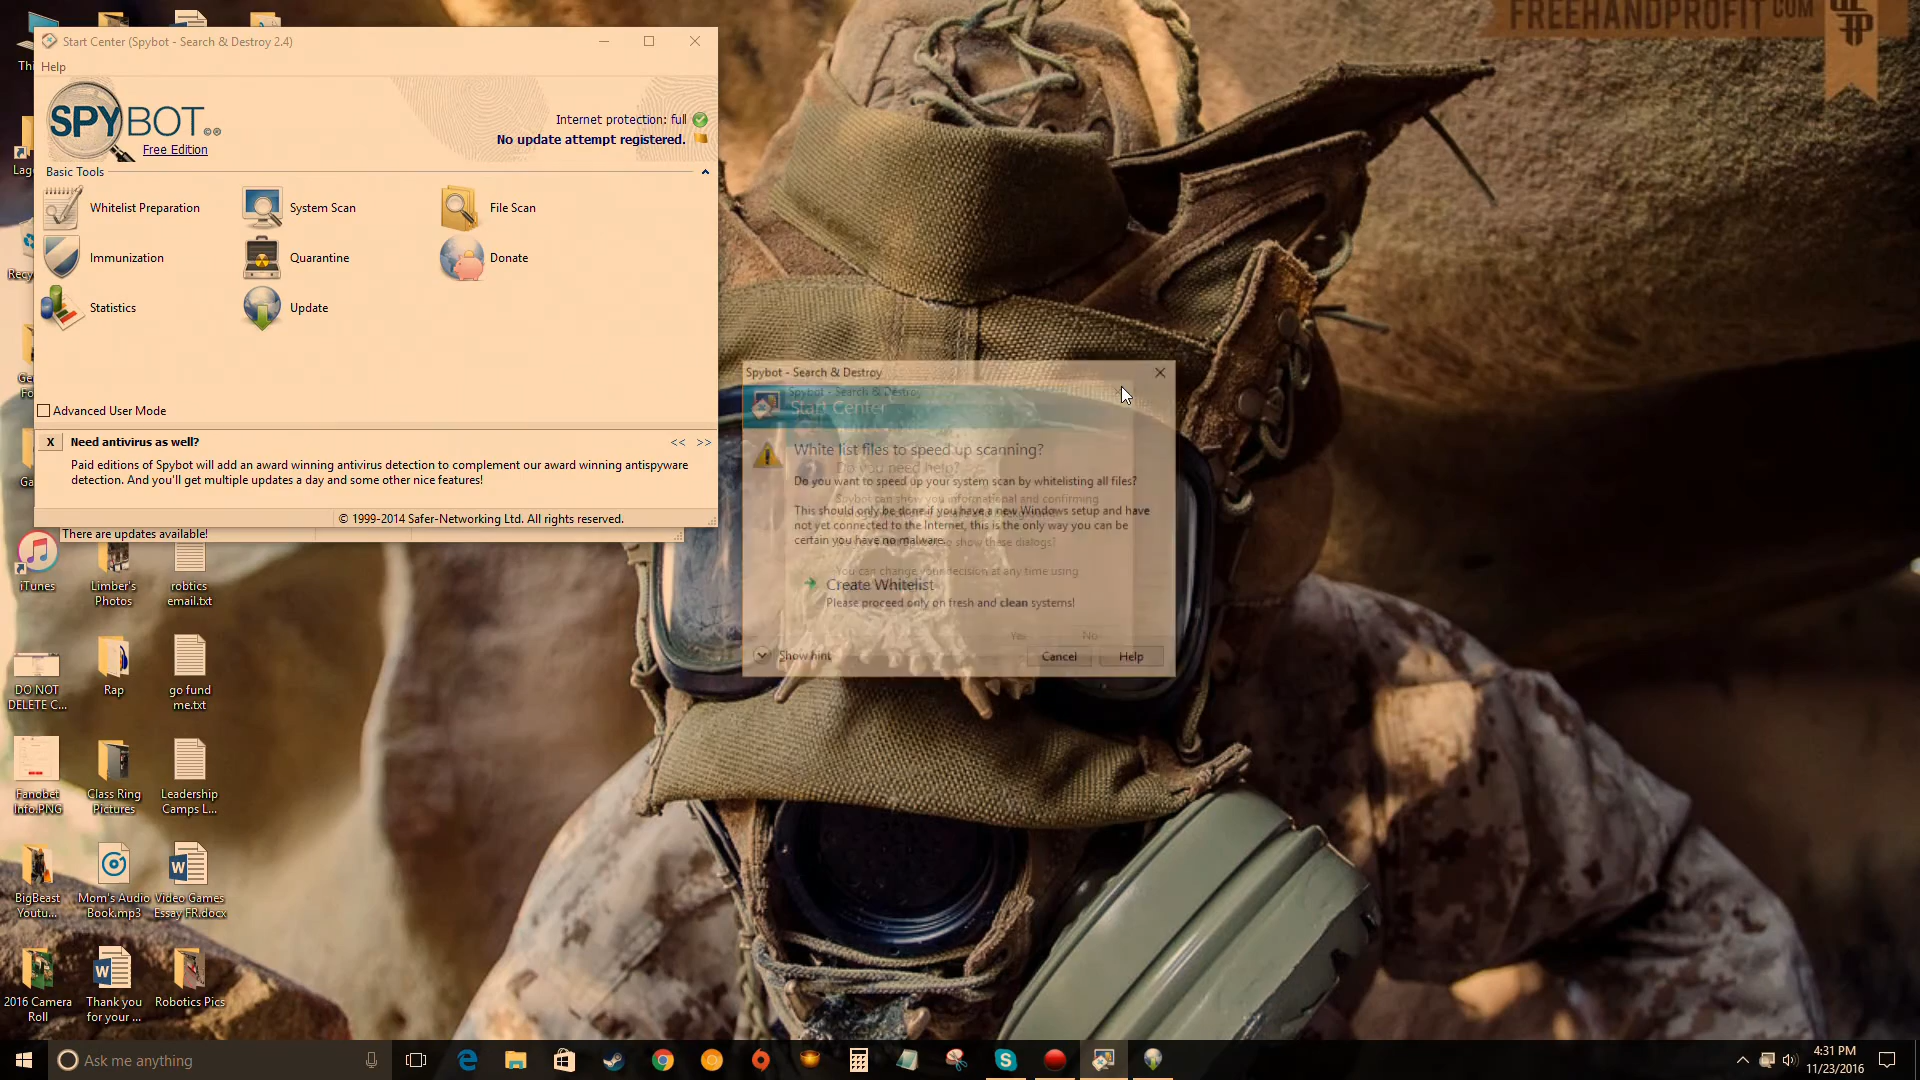 FREEHANDPROFIT.COM
Start Center (Spybot - Search & Destroy 2.4)
Help
SPYBOT
Free Edition
Internet protection: full
No update attempt registered.
Basic Tools
Whitelist Preparation
System Scan
File Scan
Immunization
Quarantine
Donate
Statistics
Update
Advanced User Mode
X
Need antivirus as well?
<< >>
Paid editions of Spybot will add an award winning antivirus detection to complement our award winning antispyware
detection. And you'll get multiple updates a day and some other nice features!
© 1999-2014 Safer-Networking Ltd. All rights reserved.
There are updates available!
Spybot - Search & Destroy
Spybot - Search & Destroy
Start Center
White list files to speed up scanning?
Do you need help?
Do you want to speed up your system scan by whitelisting all files?
Spybot can show you informational and confirming
This should only be done if you have a new Windows setup and have
not yet connected to the Internet, this is the only way you can be
certain you have no malware.
show these dialogs?
You can change your decision at any time using
Create Whitelist
Please proceed only on fresh and clean systems!
Yes
No
Show hint
Cancel
Help
iTunes
Limber's
Photos
robtics
email.txt
DO NOT
DELETE C...
Rap
go fund
me.txt
Fanobet
Info.PNG
Class Ring
Pictures
Leadership
Camps L...
BigBeast
Youtu...
Mom's Audio
Book.mp3
Video Games
Essay FR.docx
2016 Camera
Roll
Thank you
for your ...
Robotics Pics
Ask me anything
4:31 PM
11/23/2016